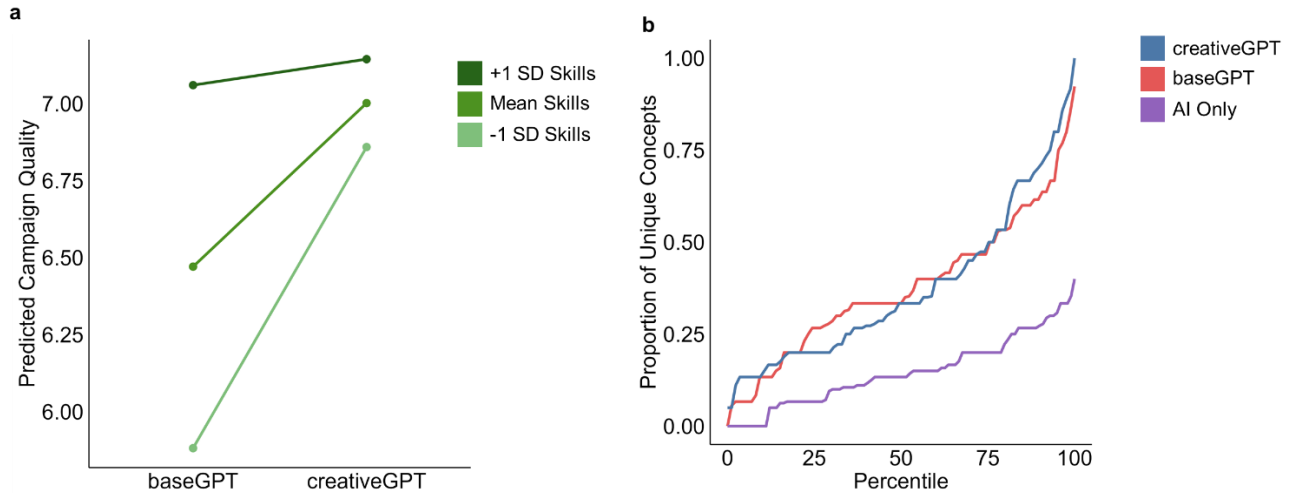 a
Predicted Campaign Quality
7.00
6.75
6.50
6.25
6.00
baseGPT
creativeGPT
+1 SD Skills
Mean Skills
-1 SD Skills
b
Proportion of Unique Concepts
1.00
0.75
0.50
0.25
0.00
0 25 50 75 100
Percentile
creativeGPT
baseGPT
AI Only